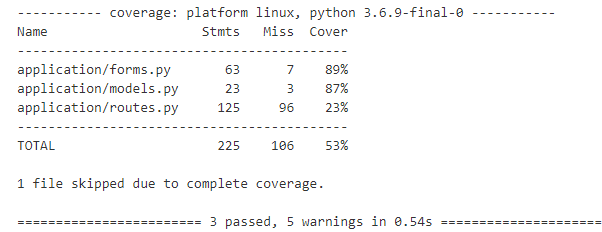 ----------- coverage: platform linux, python 3.6.9-final-0 -----------
Name                       Stmts   Miss  Cover
--------------------------------------------
application/forms.py          63      7    89%
application/models.py         23      3    87%
application/routes.py        125     96    23%
--------------------------------------------
TOTAL                        225    106    53%
1 file skipped due to complete coverage.
======================== 3 passed, 5 warnings in 0.54s =====================